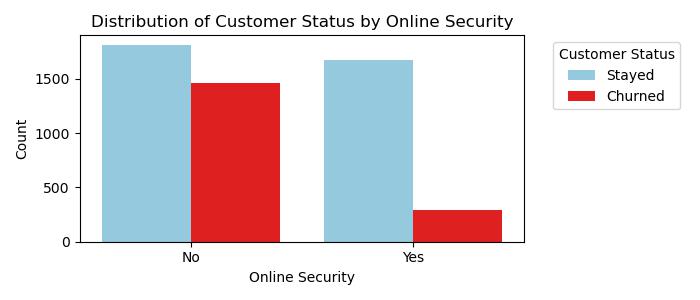 Distribution of Customer Status by Online Security
Customer Status
Stayed
Churned
Count
1500
1000
500
0
No
Yes
Online Security